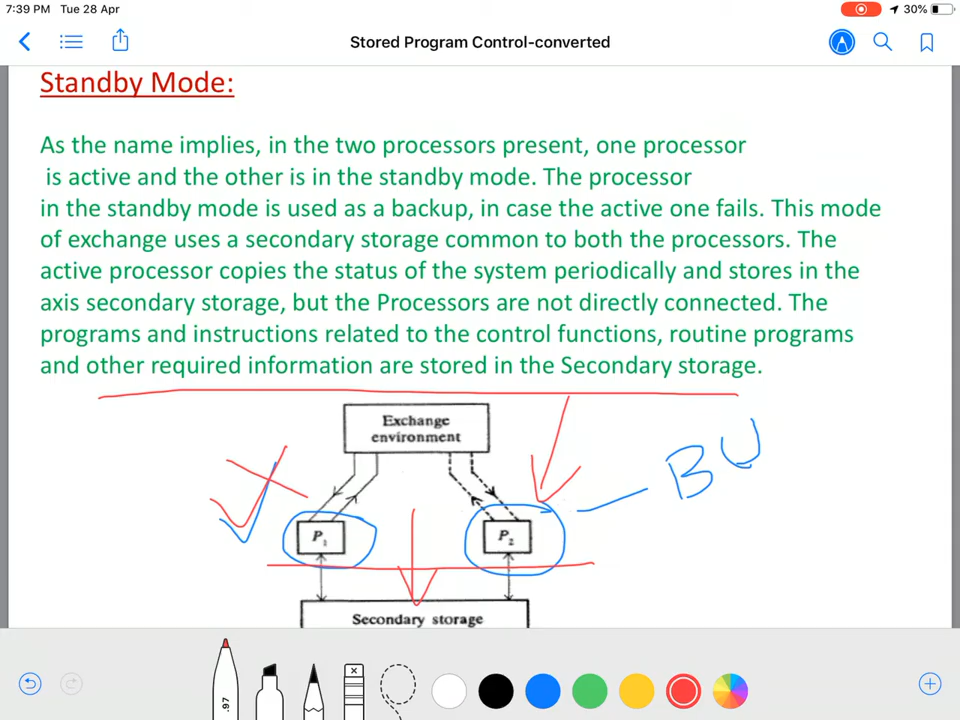 7:39 PM Tue 28 Apr
30%
Stored Program Control-converted
Standby Mode:
As the name implies, in the two processors present, one processor
is active and the other is in the standby mode. The processor
in the standby mode is used as a backup, in case the active one fails. This mode
of exchange uses a secondary storage common to both the processors. The
active processor copies the status of the system periodically and stores in the
axis secondary storage, but the Processors are not directly connected. The
programs and instructions related to the control functions, routine programs
and other required information are stored in the Secondary storage.
Exchange
environment
BU
P1
P2
Secondary storage
.97